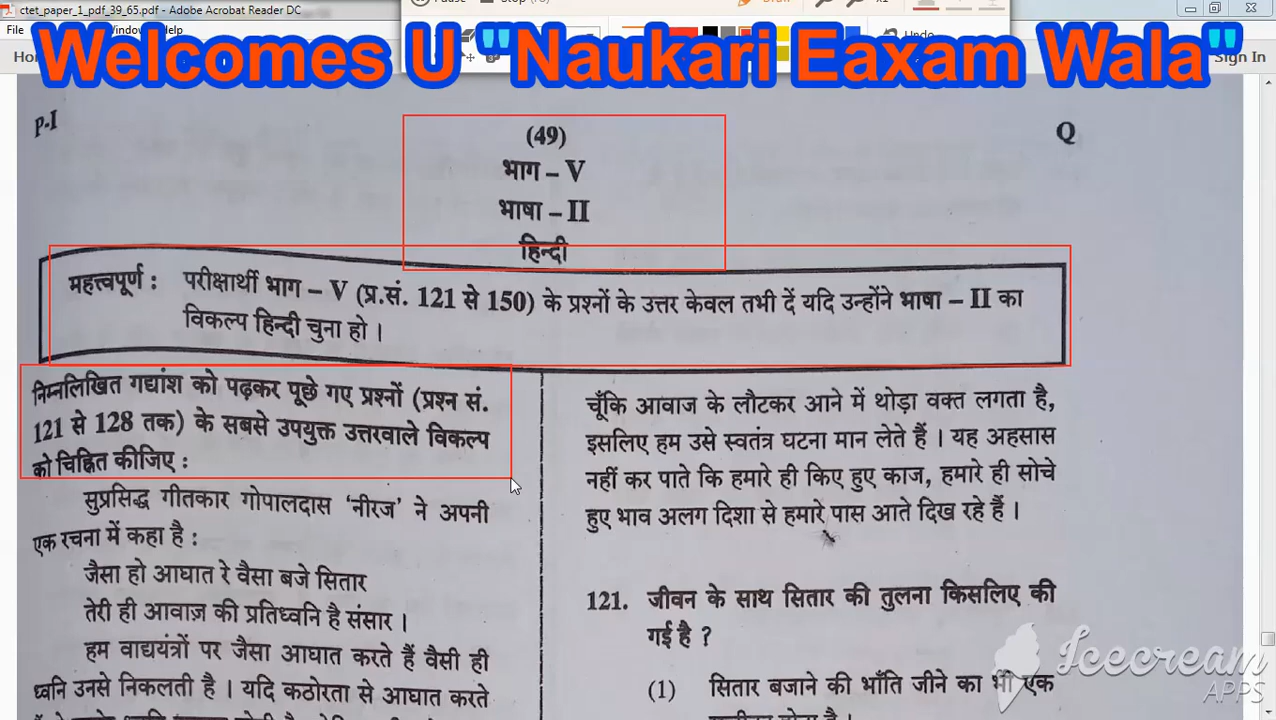 ctet_paper_1_pdf_39_65.pdf - Adobe Acrobat Reader DC
File
Help
Undo
Sign In
Welcomes U "Naukari Eaxam Wala"
P-I
(49)
Q
भाग – V
भाषा – II
हिन्दी
महत्त्वपूर्ण : परीक्षार्थी भाग – V (प्र.सं. 121 से 150) के प्रश्नों के उत्तर केवल तभी दें यदि उन्होंने भाषा – II का
विकल्प हिन्दी चुना हो ।
निम्नलिखित गद्यांश को पढ़कर पूछे गए प्रश्नों (प्रश्न सं.
121 से 128 तक) के सबसे उपयुक्त उत्तरवाले विकल्प
को चिह्नित कीजिए :
सुप्रसिद्ध गीतकार गोपालदास ‘नीरज’ ने अपनी
एक रचना में कहा है :
जैसा हो आघात रे वैसा बजे सितार
तेरी ही आवाज़ की प्रतिध्वनि है संसार ।
हम वाद्ययंत्रों पर जैसा आघात करते हैं वैसी ही
ध्वनि उनसे निकलती है । यदि कठोरता से आघात करते
चूँकि आवाज के लौटकर आने में थोड़ा वक्त लगता है,
इसलिए हम उसे स्वतंत्र घटना मान लेते हैं । यह अहसास
नहीं कर पाते कि हमारे ही किए हुए काज, हमारे ही सोचे
हुए भाव अलग दिशा से हमारे पास आते दिख रहे हैं ।
121. जीवन के साथ सितार की तुलना किसलिए की
गई है ?
(1) सितार बजाने की भाँति जीने का भी एक
Icecream
APPS